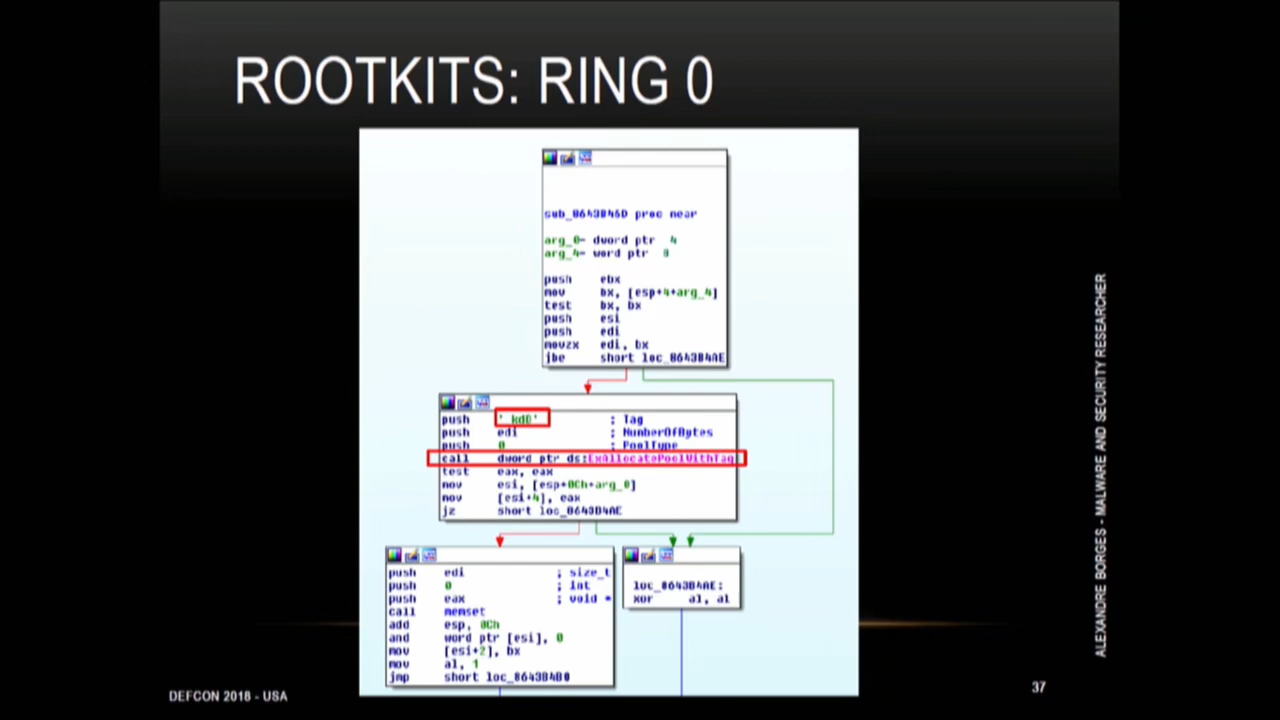 ROOTKITS: RING 0
sub_8643B46D proc near
arg_0= dword ptr 4
arg_4= word ptr 8
push ebx
mov bx, [esp+4+arg_4]
test bx, bx
push esi
push edi
movzx edi, bx
jbe short loc_8643B4AE
push ' kdD' ; Tag
push edi ; NumberOfBytes
push 0 ; PoolType
call dword ptr ds:ExAllocatePoolWithTag
test eax, eax
mov esi, [esp+0Ch+arg_0]
mov [esi+4], eax
jz short loc_8643B4AE
push edi ; size_t
push 0 ; int
push eax ; void *
call memset
add esp, 0Ch
and word ptr [esi], 0
mov [esi+2], bx
mov al, 1
jmp short loc_8643B4B0
loc_8643B4AE:
xor al, al
ALEXANDRE BORGES - MALWARE AND SECURITY RESEARCHER
DEFCON 2018 - USA
37